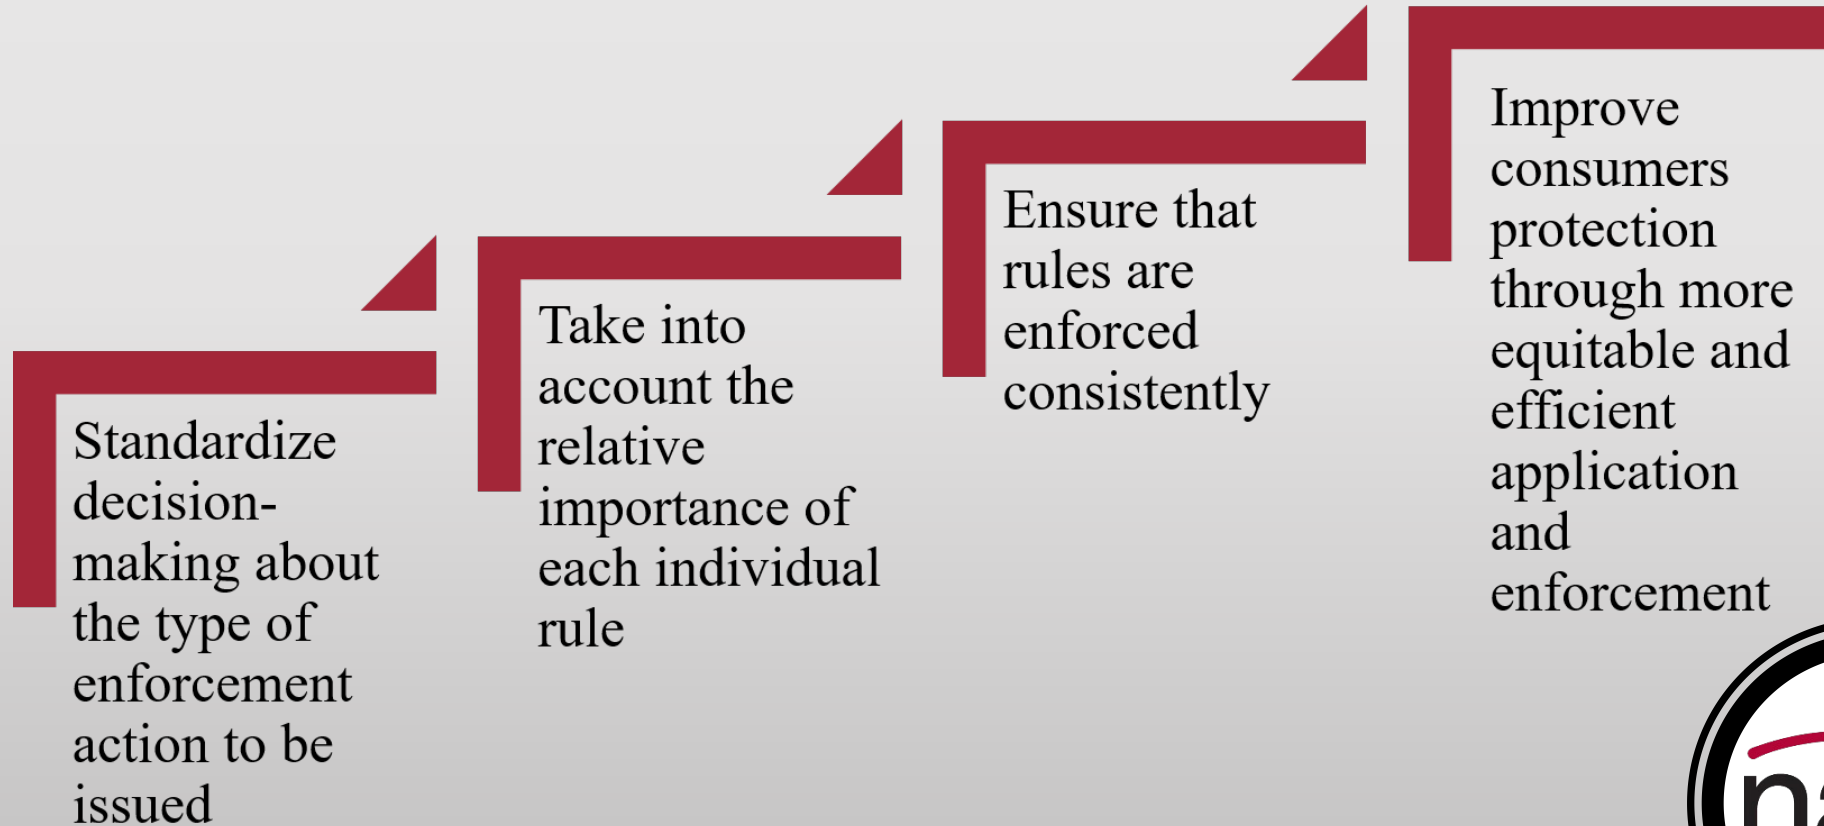 Standardize
decision-
making about
the type of
enforcement
action to be
issued
Take into
account the
relative
importance of
each individual
rule
Ensure that
rules are
enforced
consistently
Improve
consumers
protection
through more
equitable and
efficient
application
and
enforcement